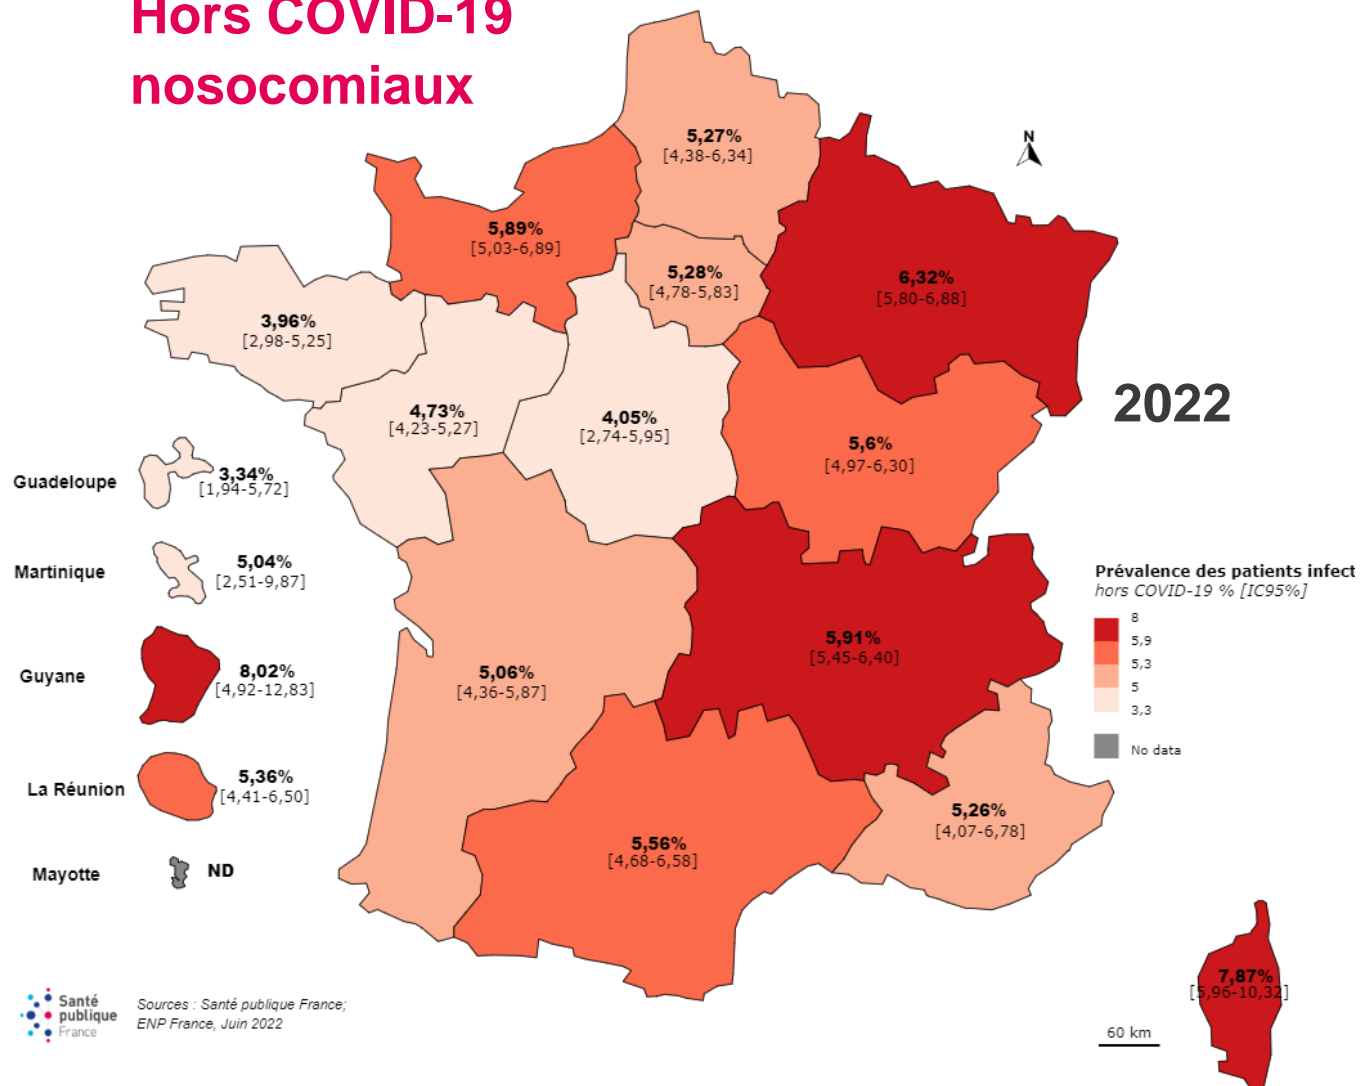 Hors COVID-19
nosocomiaux
5,27%
[4,38-6,34]
N
5,89%
[5,03-6,89]
5,28%
[4,78-5,83]
6,32%
[5,80-6,88]
3,96%
[2,98-5,25]
2022
4,73%
[4,23-5,27]
4,05%
[2,74-5,95]
5,6%
[4,97-6,30]
Guadeloupe
3,34%
[1,94-5,72]
Martinique
5,04%
[2,51-9,87]
Prévalence des patients infect
hors COVID-19 % [IC95%]
8
5,9
5,3
5
3,3
No data
5,91%
[5,45-6,40]
Guyane
8,02%
[4,92-12,83]
5,06%
[4,36-5,87]
La Réunion
5,36%
[4,41-6,50]
5,26%
[4,07-6,78]
5,56%
[4,68-6,58]
Mayotte
ND
7,87%
[5,96-10,32]
60 km
Santé
publique
France
Sources : Santé publique France;
ENP France, Juin 2022